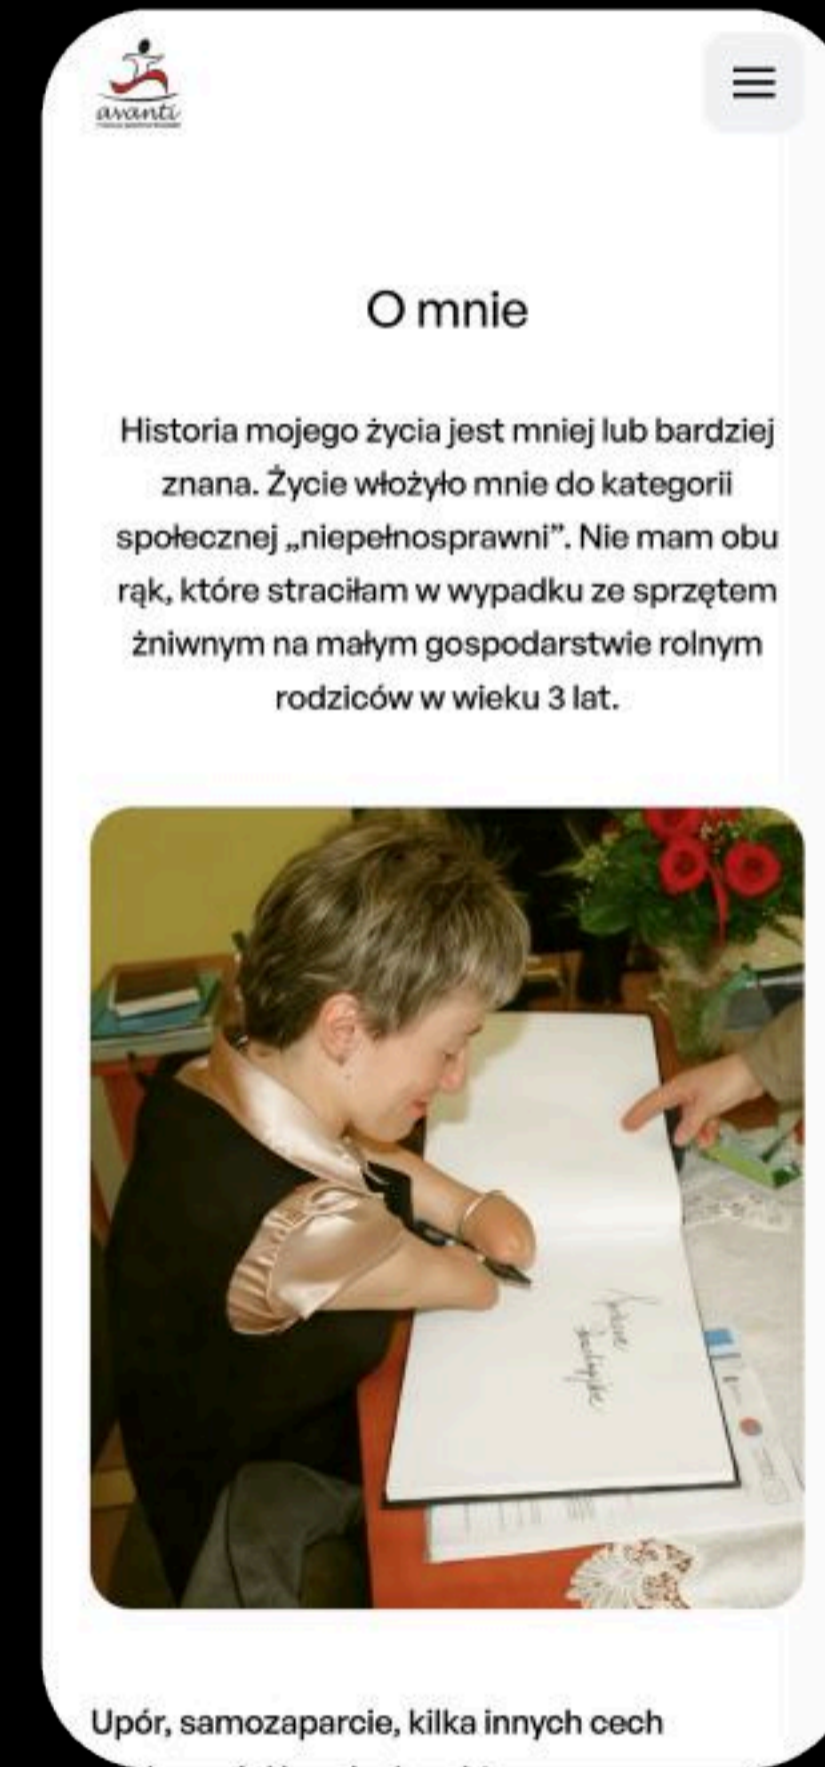 avanti
O mnie
Historia mojego życia jest mniej lub bardziej
znana. Życie włożyło mnie do kategorii
społecznej „niepełnosprawni”. Nie mam obu
rąk, które straciłam w wypadku ze sprzętem
żniwnym na małym gospodarstwie rolnym
rodziców w wieku 3 lat.
Upór, samozaparcie, kilka innych cech